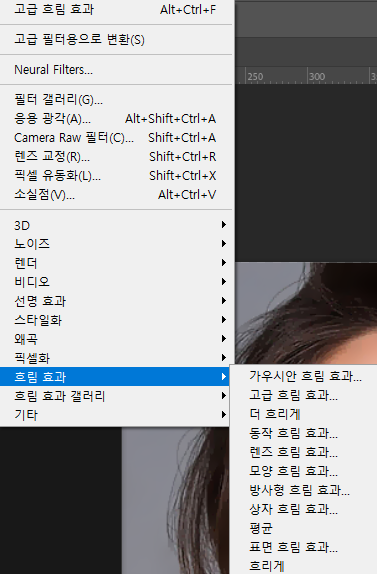 고급 흐림 효과 Alt+Ctrl+F
고급 필터용으로 변환(S)
Neural Filters...
필터 갤러리(G)...
응용 광각(A)... Alt+Shift+Ctrl+A
Camera Raw 필터(C)... Shift+Ctrl+A
렌즈 교정(R)... Shift+Ctrl+R
픽셀 유동화(L)... Shift+Ctrl+X
소실점(V)... Alt+Ctrl+V
3D
노이즈
렌더
비디오
선명 효과
스타일화
왜곡
픽셀화
흐림 효과
흐림 효과 갤러리
기타
250 300 35
가우시안 흐림 효과...
고급 흐림 효과...
더 흐리게
동작 흐림 효과...
렌즈 흐림 효과...
모양 흐림 효과...
방사형 흐림 효과...
상자 흐림 효과...
평균
표면 흐림 효과...
흐리게